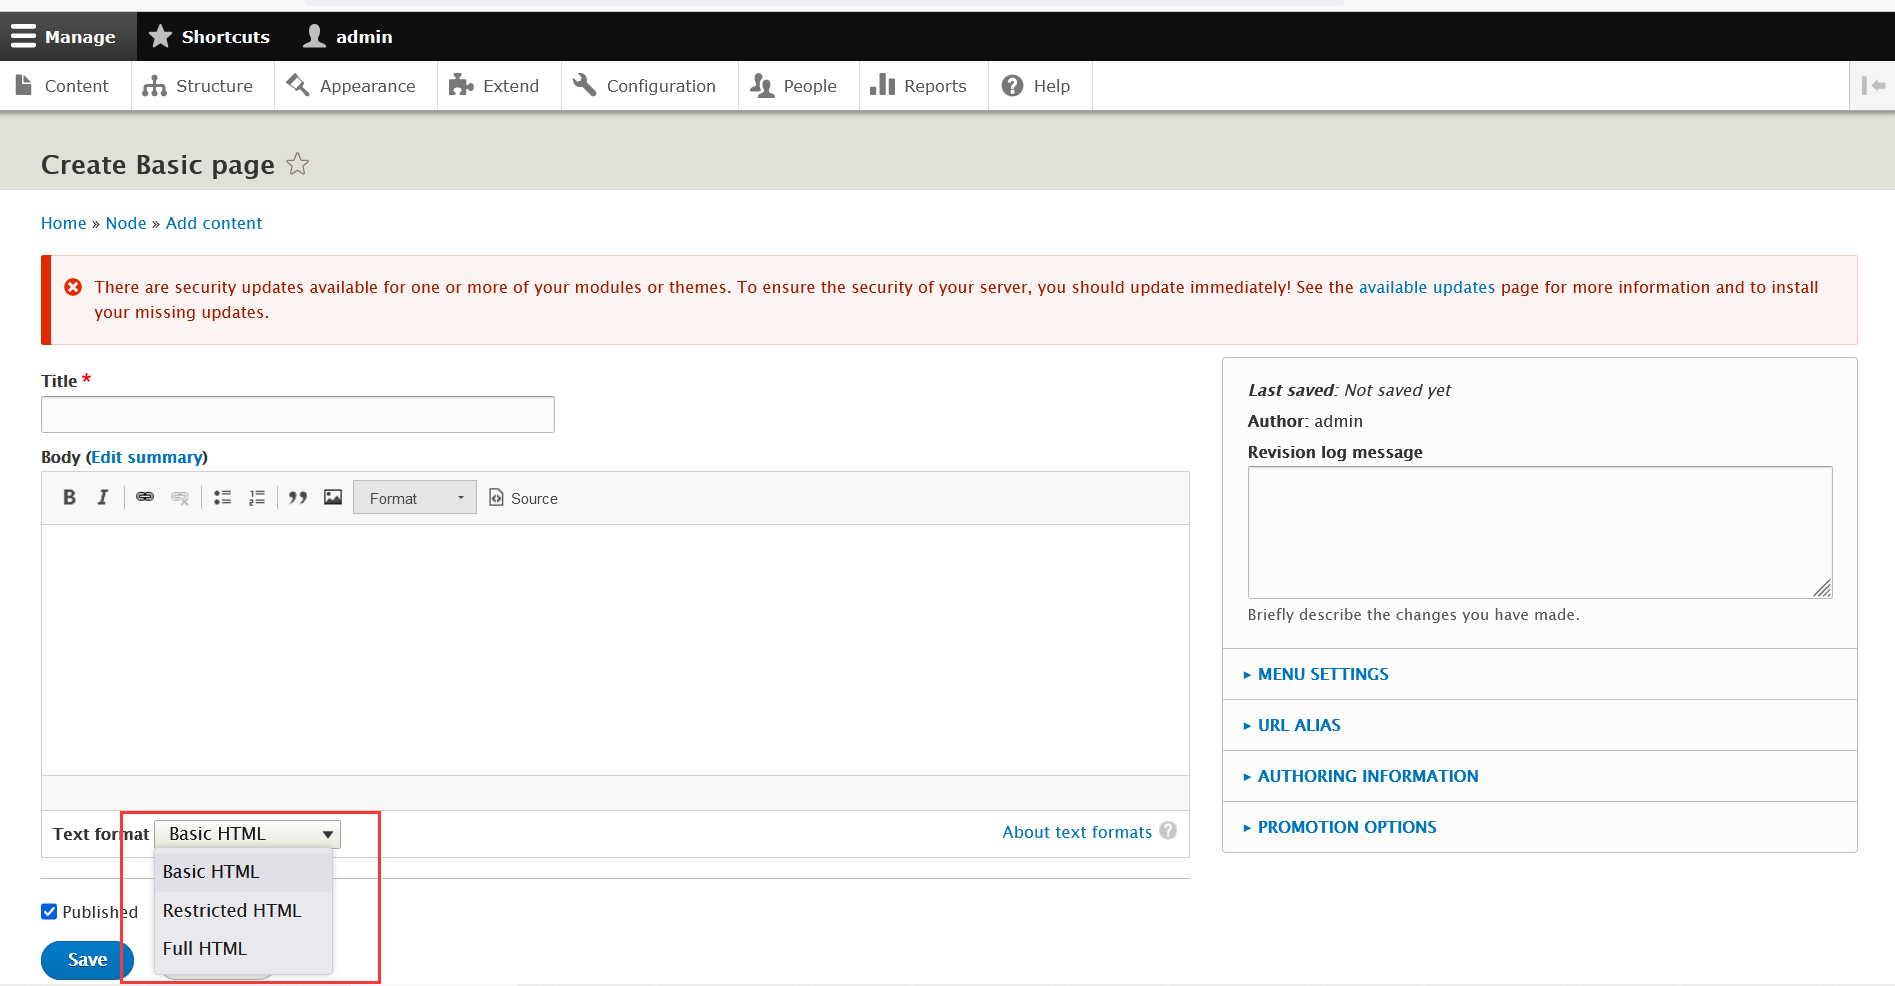 Manage Shortcuts admin
Content Structure Appearance Extend Configuration People Reports Help
Create Basic page
Home » Node » Add content
There are security updates available for one or more of your modules or themes. To ensure the security of your server, you should update immediately! See the available updates page for more information and to install
your missing updates.
Title *
Body (Edit summary)
B I Format Source
Text format Basic HTML
About text formats ?
Basic HTML
Restricted HTML
Full HTML
Published
Save
Last saved: Not saved yet
Author: admin
Revision log message
Briefly describe the changes you have made.
MENU SETTINGS
URL ALIAS
AUTHORING INFORMATION
PROMOTION OPTIONS